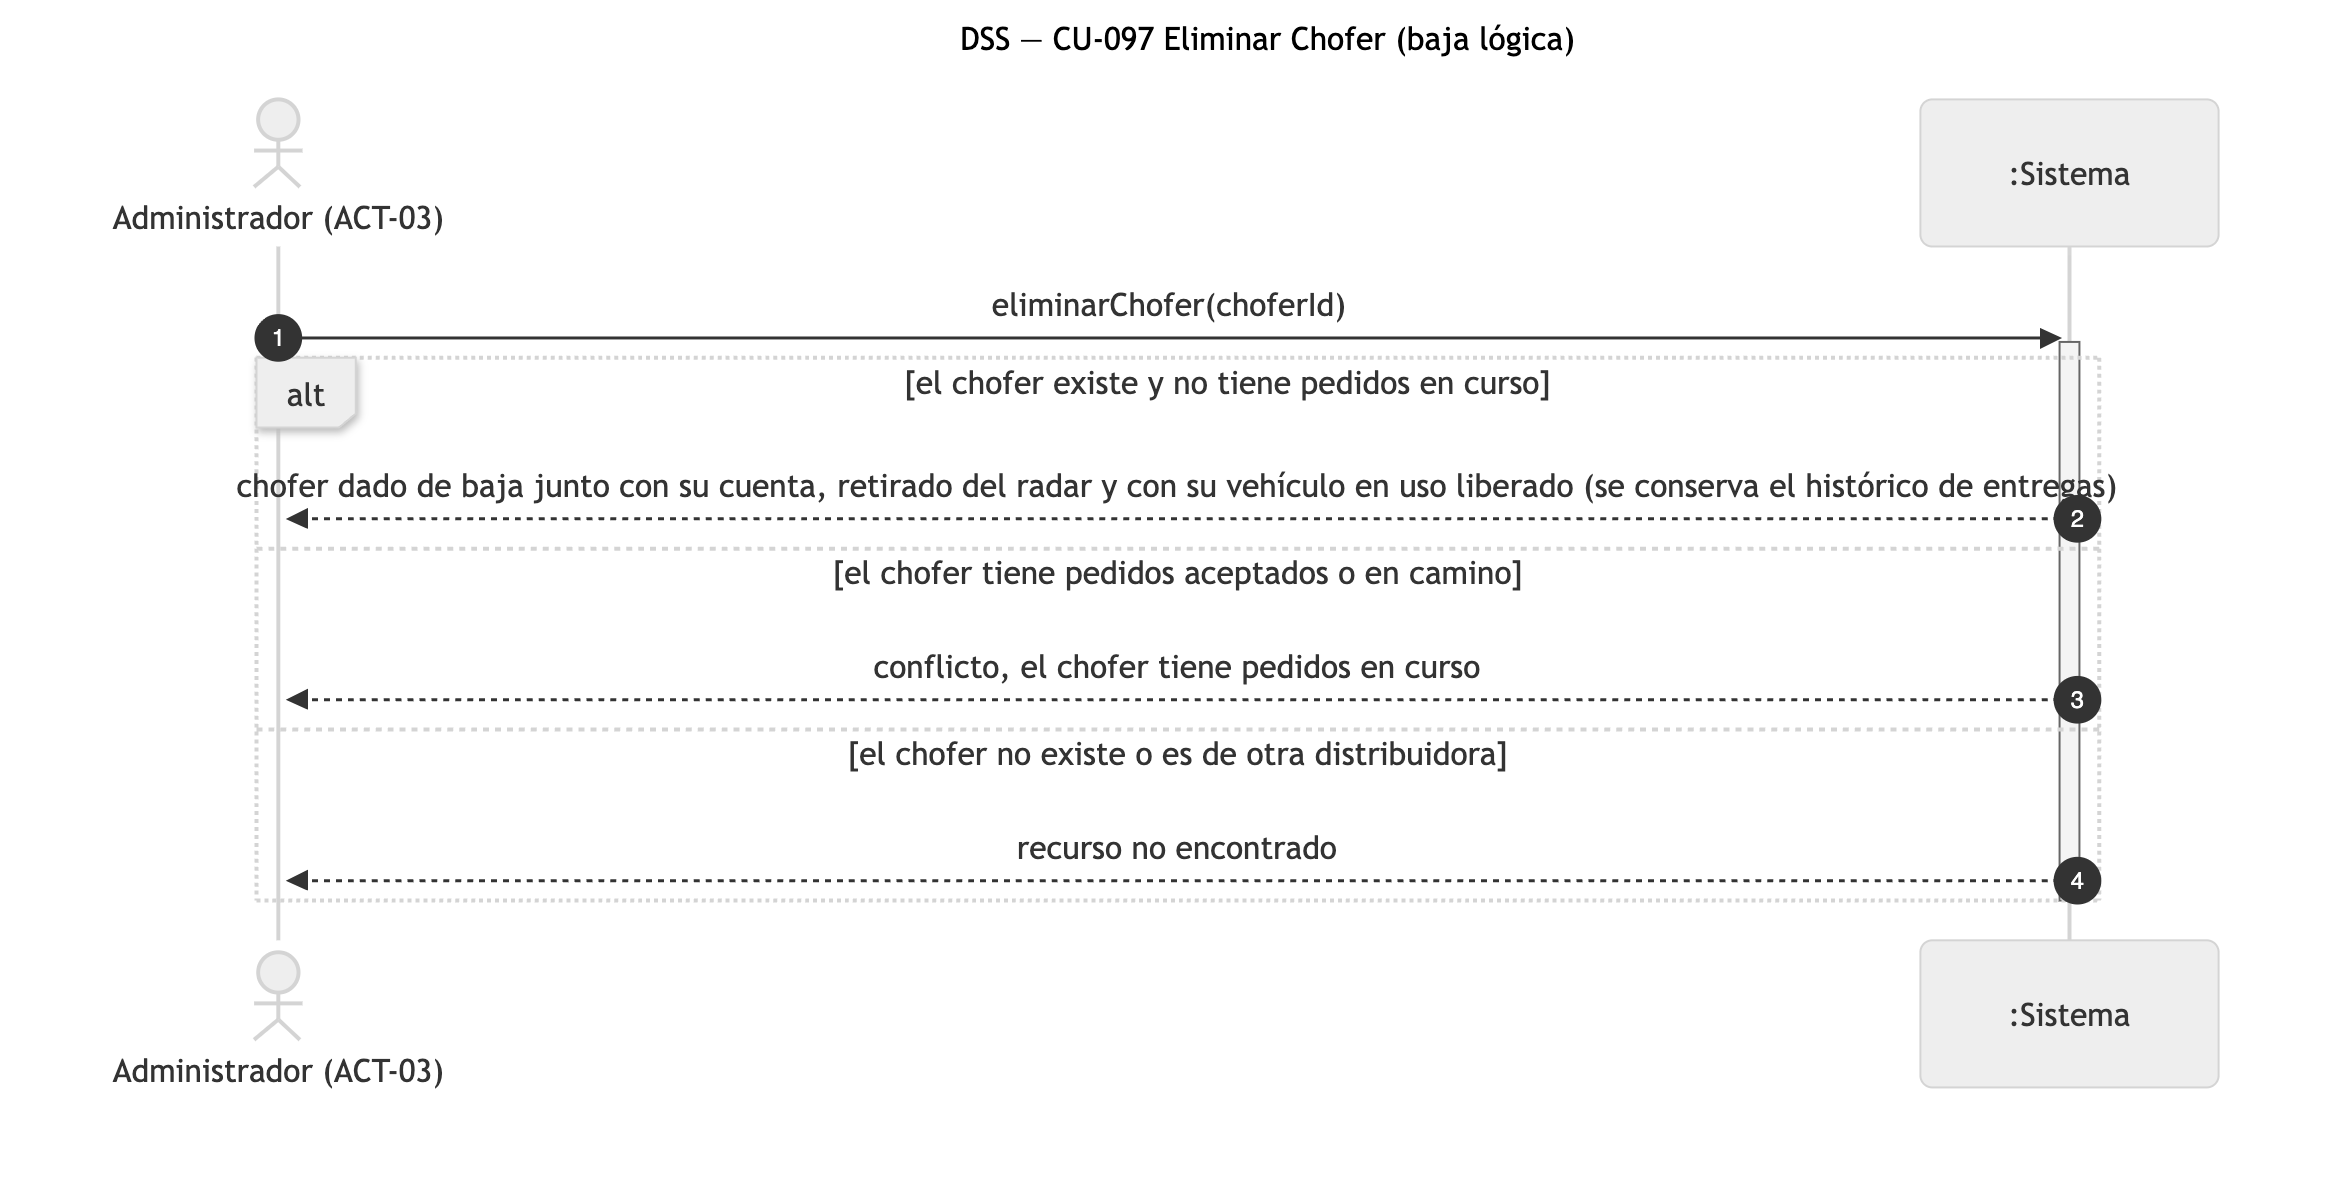 DSS — CU-097 Eliminar Chofer (baja lógica)
Administrador (ACT-03)
:Sistema
eliminarChofer(choferId)
1
alt
[el chofer existe y no tiene pedidos en curso]
chofer dado de baja junto con su cuenta, retirado del radar y con su vehículo en uso liberado (se conserva el histórico de entregas)
2
[el chofer tiene pedidos aceptados o en camino]
conflicto, el chofer tiene pedidos en curso
3
[el chofer no existe o es de otra distribuidora]
recurso no encontrado
4
Administrador (ACT-03)
:Sistema